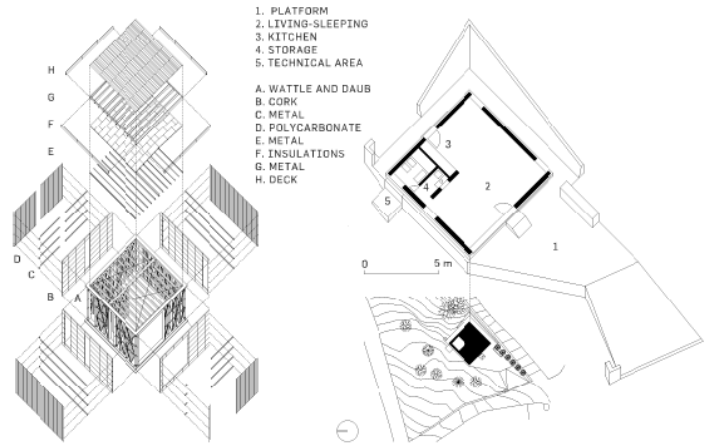 1. PLATFORM
2. LIVING-SLEEPING
3. KITCHEN
4. STORAGE
5. TECHNICAL AREA
A. WATTLE AND DAUB
B. CORK
C. METAL
D. POLYCARBONATE
E. METAL
F. INSULATIONS
G. METAL
H. DECK
H
G
F
E
D
C
B
A
3
4
2
5
1
0 5 m